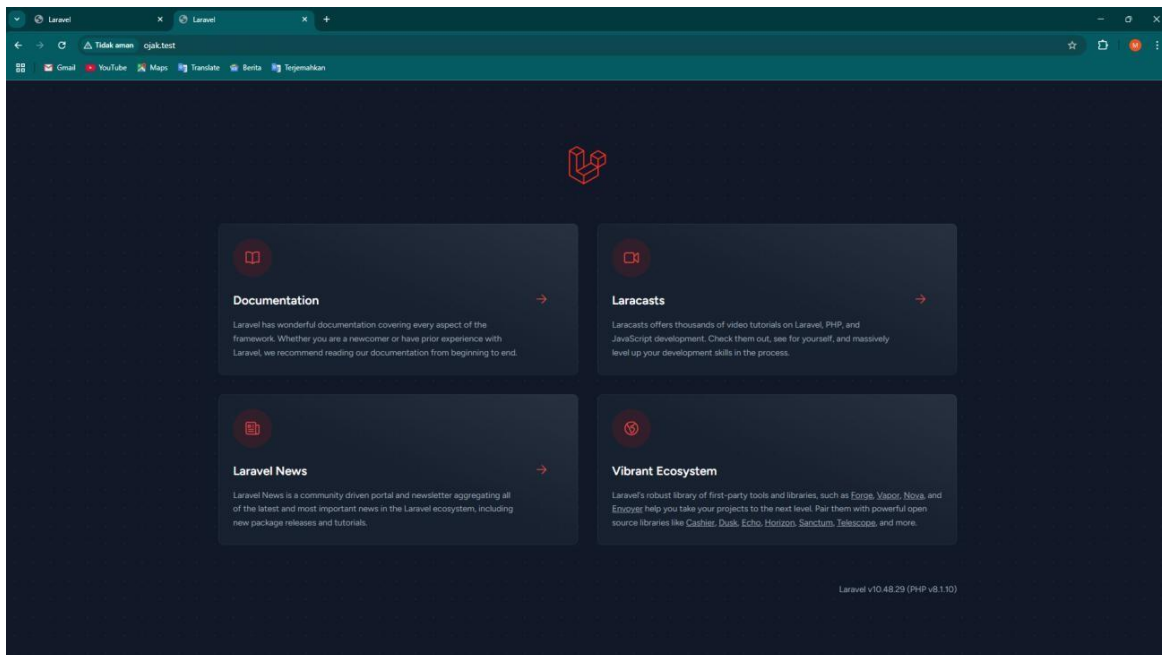 Laravel
Laravel
Tidak aman ojak.test
M
Gmail YouTube Maps Translate Berita Terjemahkan
Documentation
Laravel has wonderful documentation covering every aspect of the
framework. Whether you are a newcomer or have prior experience with
Laravel, we recommend reading our documentation from beginning to end.
Laracasts
Laracasts offers thousands of video tutorials on Laravel, PHP, and
JavaScript development. Check them out, see for yourself, and massively
level up your development skills in the process.
Laravel News
Laravel News is a community driven portal and newsletter aggregating all
of the latest and most important news in the Laravel ecosystem, including
new package releases and tutorials.
Vibrant Ecosystem
Laravel's robust library of first-party tools and libraries, such as Forge, Vapor, Nova, and
Envoyer help you take your projects to the next level. Pair them with powerful open
source libraries like Cashier, Dusk, Echo, Horizon, Sanctum, Telescope, and more.
Laravel v10.48.29 (PHP v8.1.10)